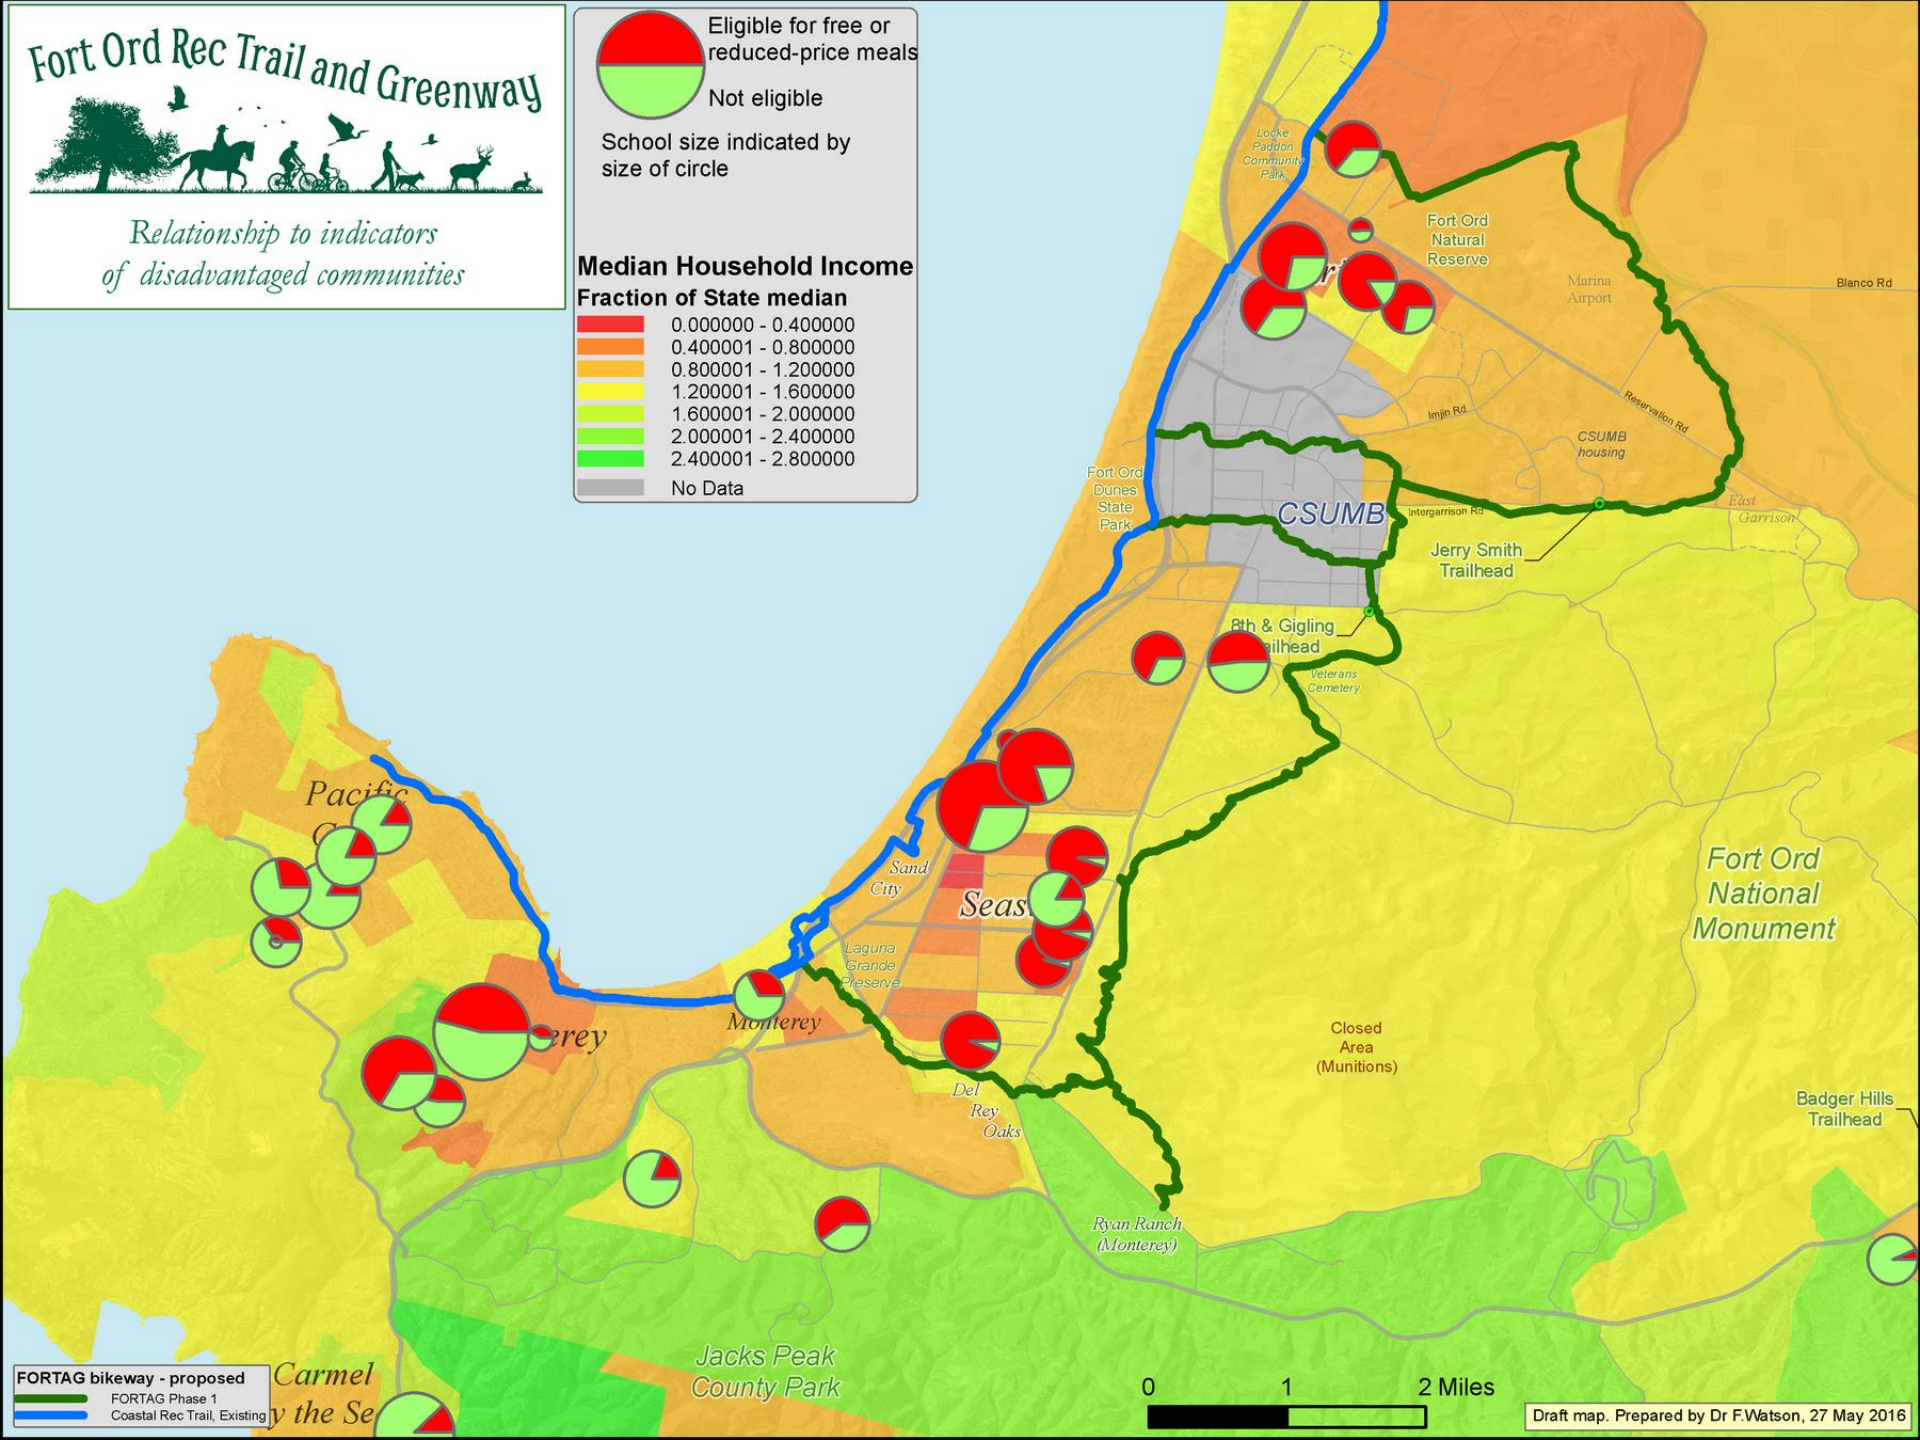 Fort Ord Rec Trail and Greenway
Relationship to indicators
of disadvantaged communities
Eligible for free or
reduced-price meals
Not eligible
School size indicated by
size of circle
Median Household Income
Fraction of State median
0.000000 - 0.400000
0.400001 - 0.800000
0.800001 - 1.200000
1.200001 - 1.600000
1.600001 - 2.000000
2.000001 - 2.400000
2.400001 - 2.800000
No Data
Locke
Paddon
Community
Park
Fort Ord
Natural
Reserve
Marina
Airport
Blanco Rd
Reservation Rd
Imjin Rd
CSUMB
housing
Fort Ord
Dunes
State
Park
CSUMB
Intergarrison Rd
East
Garrison
Jerry Smith
Trailhead
8th & Gigling
ailhead
Veterans
Cemetery
Pacific
Sand
City
Seas
Laguna
Grande
Preserve
Monterey
erey
Fort Ord
National
Monument
Closed
Area
(Munitions)
Del
Rey
Oaks
Badger Hills
Trailhead
Ryan Ranch
(Monterey)
Jacks Peak
County Park
Carmel
y the Se
FORTAG bikeway - proposed
FORTAG Phase 1
Coastal Rec Trail, Existing
0 1 2 Miles
Draft map. Prepared by Dr F.Watson, 27 May 2016